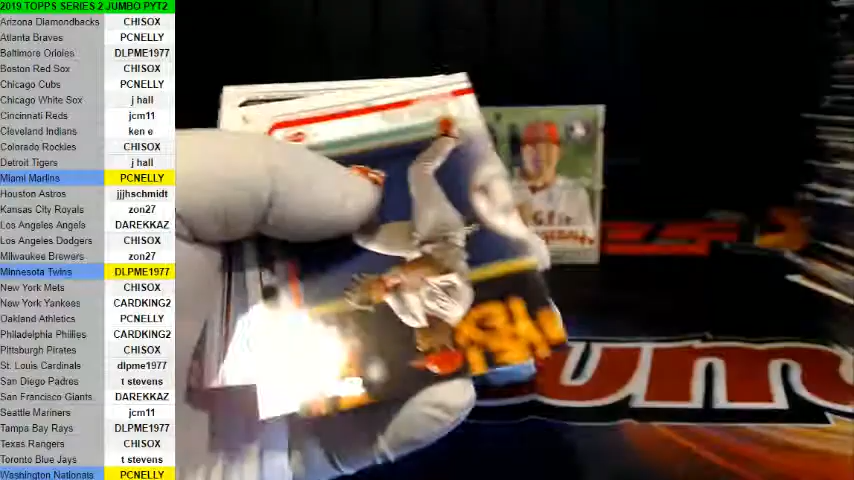 2019 TOPPS SERIES 2 JUMBO PYT2
Arizona Diamondbacks CHISOX
Atlanta Braves PCNELLY
Baltimore Orioles DLPME1977
Boston Red Sox CHISOX
Chicago Cubs PCNELLY
Chicago White Sox j hall
Cincinnati Reds jcm11
Cleveland Indians ken e
Colorado Rockies CHISOX
Detroit Tigers j hall
Miami Marlins PCNELLY
Houston Astros jjjhschmidt
Kansas City Royals zon27
Los Angeles Angels DAREKKAZ
Los Angeles Dodgers CHISOX
Milwaukee Brewers zon27
Minnesota Twins DLPME1977
New York Mets CHISOX
New York Yankees CARDKING2
Oakland Athletics PCNELLY
Philadelphia Phillies CARDKING2
Pittsburgh Pirates CHISOX
St. Louis Cardinals dlpme1977
San Diego Padres t stevens
San Francisco Giants DAREKKAZ
Seattle Mariners jcm11
Tampa Bay Rays DLPME1977
Texas Rangers CHISOX
Toronto Blue Jays t stevens
Washington Nationals PCNELLY
um